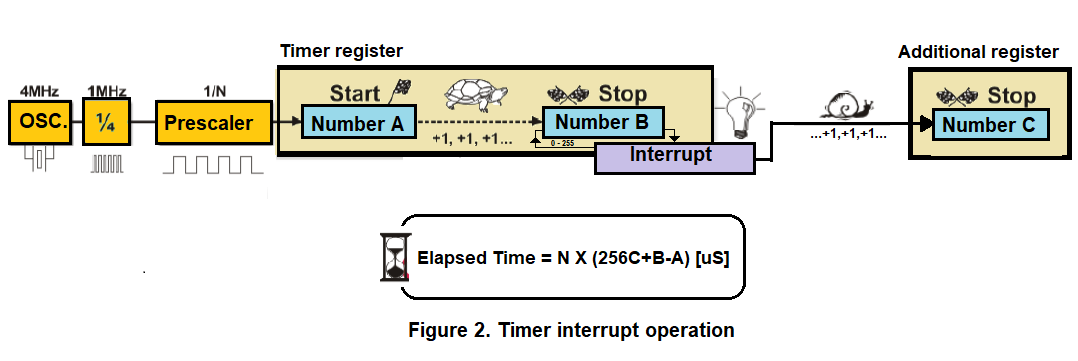 Timer register
Additional register
4MHz
1MHz
1/N
Start
Stop
Stop
OSC.
¼
Prescaler
Number A
Number B
Number C
+1, +1, +1...
0 - 255
...+1,+1,+1...
Interrupt
Elapsed Time = N X (256C+B-A) [uS]
Figure 2. Timer interrupt operation